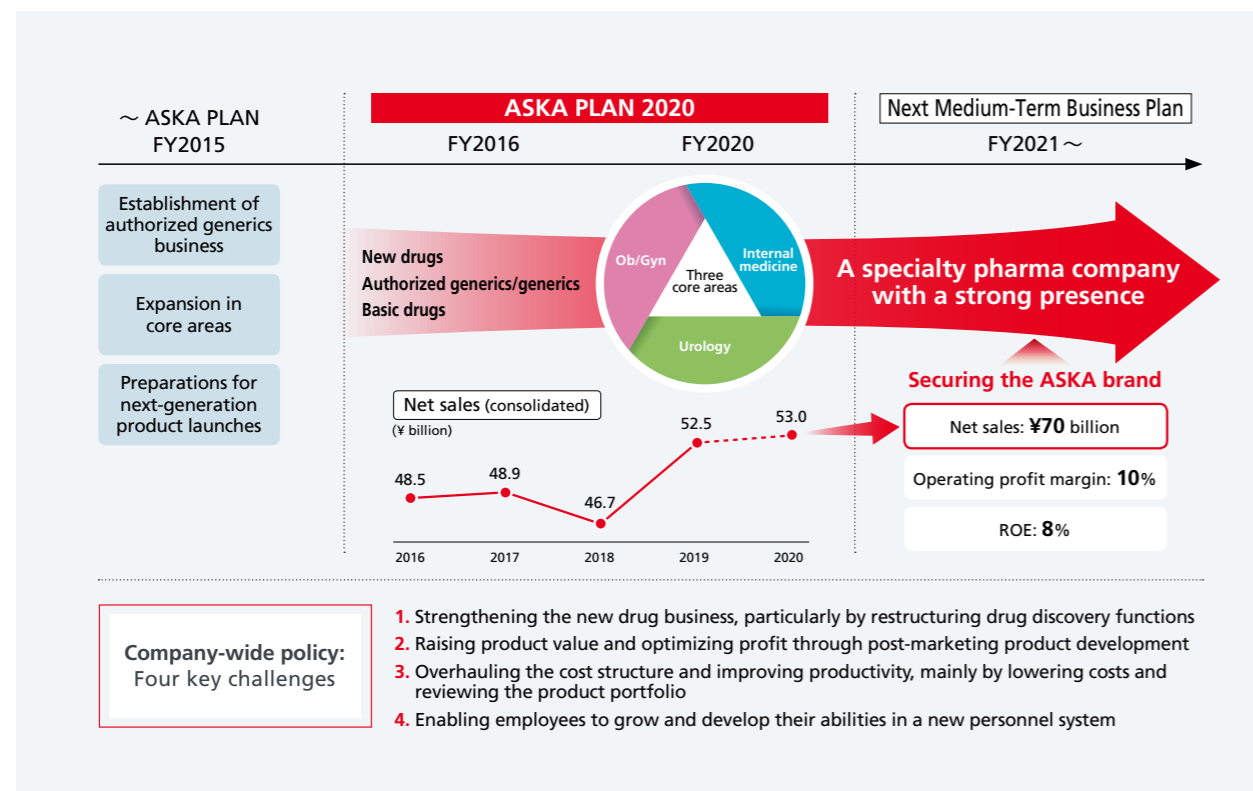 ～ ASKA PLAN
FY2015
ASKA PLAN 2020
FY2016
FY2020
Next Medium-Term Business Plan
FY2021～
Establishment of
authorized generics
business
Expansion in
core areas
Preparations for
next-generation
product launches
New drugs
Authorized generics/generics
Basic drugs
Ob/Gyn
Internal
medicine
Three
core areas
Urology
A specialty pharma company
with a strong presence
Securing the ASKA brand
Net sales: ¥70 billion
Operating profit margin: 10%
ROE: 8%
Net sales (consolidated)
(¥ billion)
48.5
48.9
46.7
52.5
53.0
2016
2017
2018
2019
2020
Company-wide policy:
Four key challenges
1. Strengthening the new drug business, particularly by restructuring drug discovery functions
2. Raising product value and optimizing profit through post-marketing product development
3. Overhauling the cost structure and improving productivity, mainly by lowering costs and
reviewing the product portfolio
4. Enabling employees to grow and develop their abilities in a new personnel system